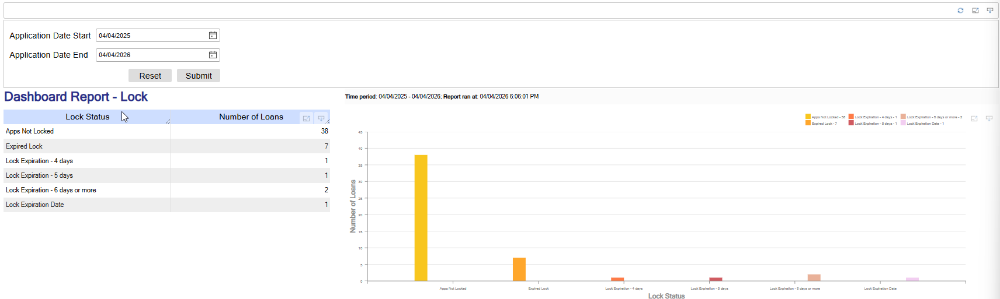 Application Date Start 04/04/2025
Application Date End 04/04/2026
Reset Submit
Dashboard Report - Lock
Time period: 04/04/2025 - 04/04/2026; Report ran at: 04/04/2026 6:06:01 PM
Lock Status Number of Loans
Apps Not Locked 38
Expired Lock 7
Lock Expiration - 4 days 1
Lock Expiration - 5 days 1
Lock Expiration - 6 days or more 2
Lock Expiration Date 1
Apps Not Locked - 38 Lock Expiration - 4 days - 1 Lock Expiration - 6 days or more - 2
Expired Lock - 7 Lock Expiration - 5 days - 1 Lock Expiration Date - 1
Number of Loans
45
40
35
30
25
20
15
10
5
0
Apps Not Locked Expired Lock Lock Expiration - 4 days Lock Expiration - 5 days Lock Expiration - 6 days or more Lock Expiration Date
Lock Status